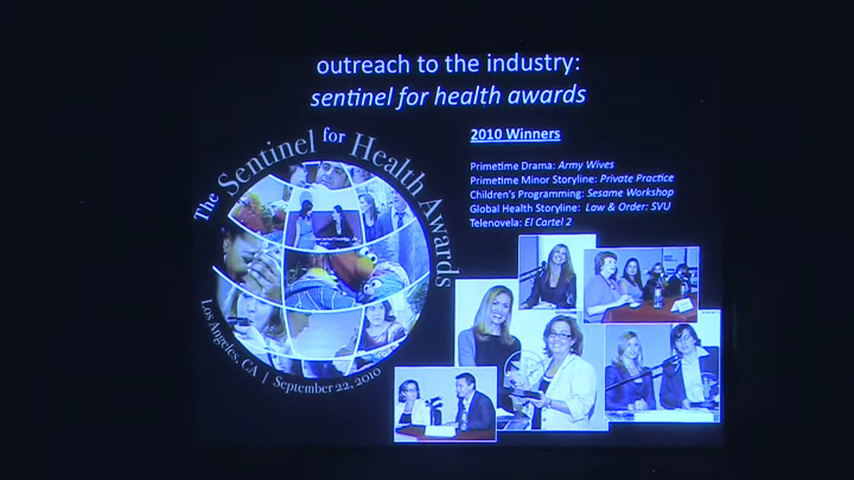 outreach to the industry:
sentinel for health awards
The Sentinel for Health Awards
Los Angeles, CA | September 22, 2010
2010 Winners
Primetime Drama: Army Wives
Primetime Minor Storyline: Private Practice
Children's Programming: Sesame Workshop
Global Health Storyline: Law & Order: SVU
Telenovela: El Cartel 2